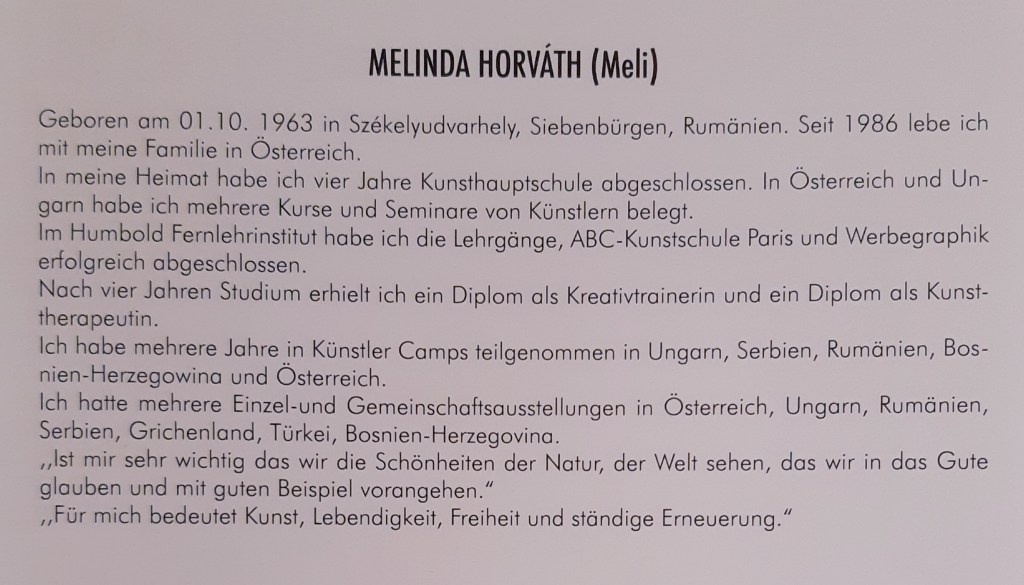 MELINDA HORVÁTH (Meli)
Geboren am 01.10. 1963 in Székelyudvarhely, Siebenbürgen, Rumänien. Seit 1986 lebe ich
mit meine Familie in Österreich.
In meine Heimat habe ich vier Jahre Kunsthauptschule abgeschlossen. In Österreich und Un-
garn habe ich mehrere Kurse und Seminare von Künstlern belegt.
Im Humbold Fernlehrinstitut habe ich die Lehrgänge, ABC-Kunstschule Paris und Werbegraphik
erfolgreich abgeschlossen.
Nach vier Jahren Studium erhielt ich ein Diplom als Kreativtrainerin und ein Diplom als Kunst-
therapeutin.
Ich habe mehrere Jahre in Künstler Camps teilgenommen in Ungarn, Serbien, Rumänien, Bos-
nien-Herzegowina und Österreich.
Ich hatte mehrere Einzel-und Gemeinschaftsausstellungen in Österreich, Ungarn, Rumänien,
Serbien, Grichenland, Türkei, Bosnien-Herzegovina.
,,Ist mir sehr wichtig das wir die Schönheiten der Natur, der Welt sehen, das wir in das Gute
glauben und mit guten Beispiel vorangehen.“
,,Für mich bedeutet Kunst, Lebendigkeit, Freiheit und ständige Erneuerung.“